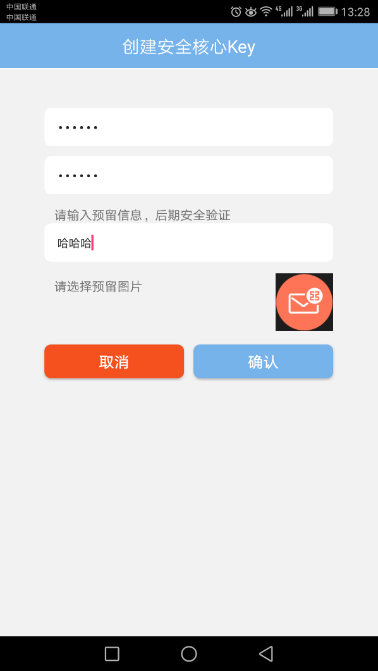 中国联通
中国联通
4G 3G 13:28
创建安全核心Key
••••••
••••••
请输入预留信息，后期安全验证
哈哈哈
请选择预留图片
取消
确认